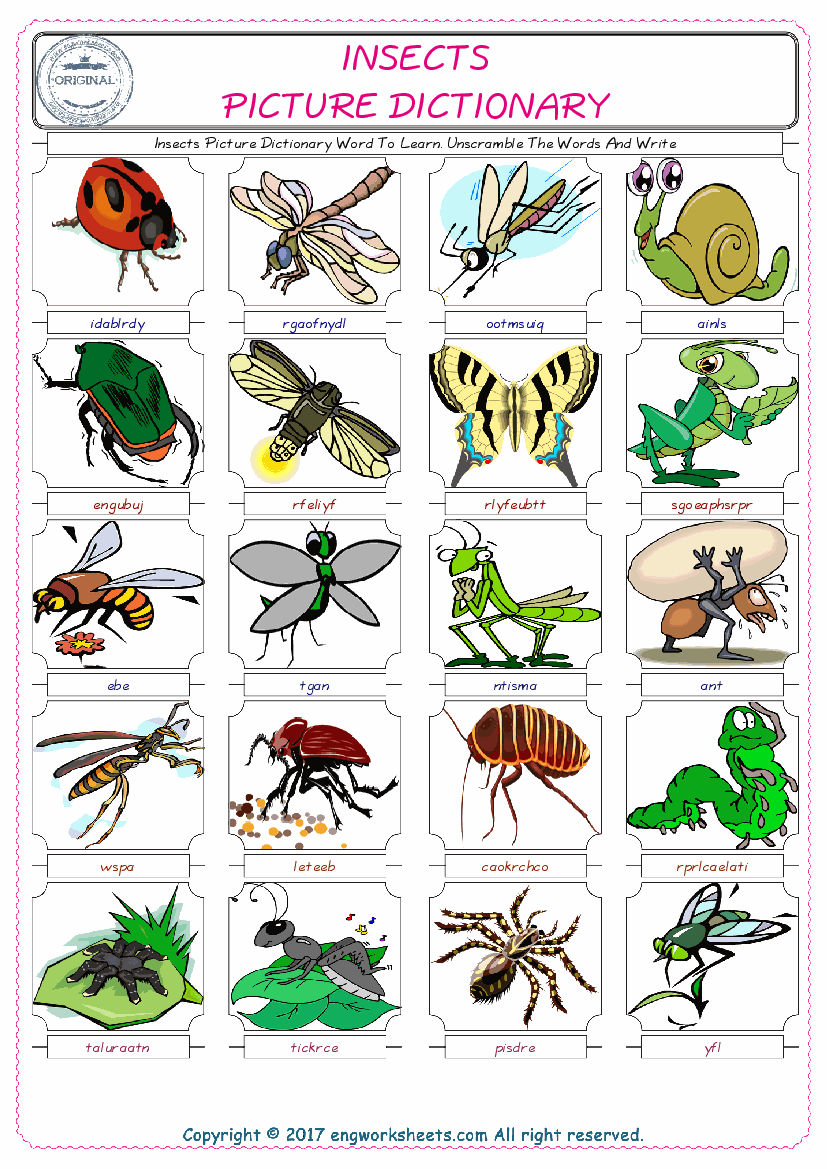 INSECTS
PICTURE DICTIONARY
ORIGINAL
Insects Picture Dictionary Word To Learn. Unscramble The Words And Write
idablrdy
rgaofnydl
ootmsuiq
ainls
engubuj
rfeliyf
rlyfeubtt
sgoeaphsrpr
ebe
tgan
ntisma
ant
wspa
leteeb
caokrchco
rprlcaelati
taluraatn
tickrce
pisdre
yfl
Copyright © 2017 engworksheets.com All right reserved.